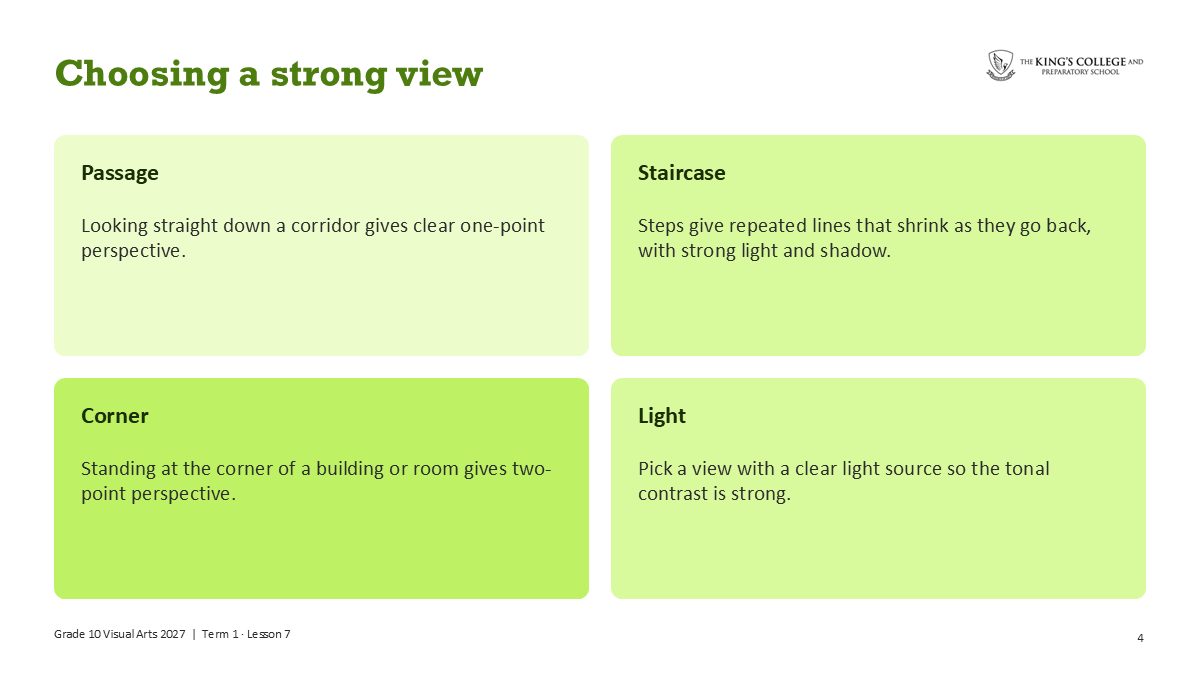 Choosing a strong view
THE KING'S COLLEGE AND
PREPARATORY SCHOOL
Passage
Looking straight down a corridor gives clear one-point
perspective.
Staircase
Steps give repeated lines that shrink as they go back,
with strong light and shadow.
Corner
Standing at the corner of a building or room gives two-
point perspective.
Light
Pick a view with a clear light source so the tonal
contrast is strong.
Grade 10 Visual Arts 2027 | Term 1 · Lesson 7
4